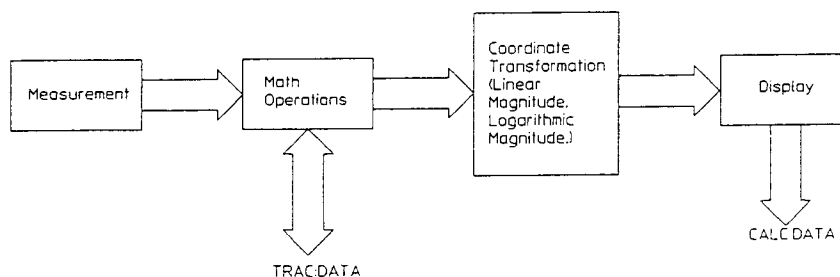 Measurement
Math
Operations
Coordinate
Transformation
(Linear
Magnitude,
Logarithmic
Magnitude,)
Display
TRAC:DATA
CALC:DATA